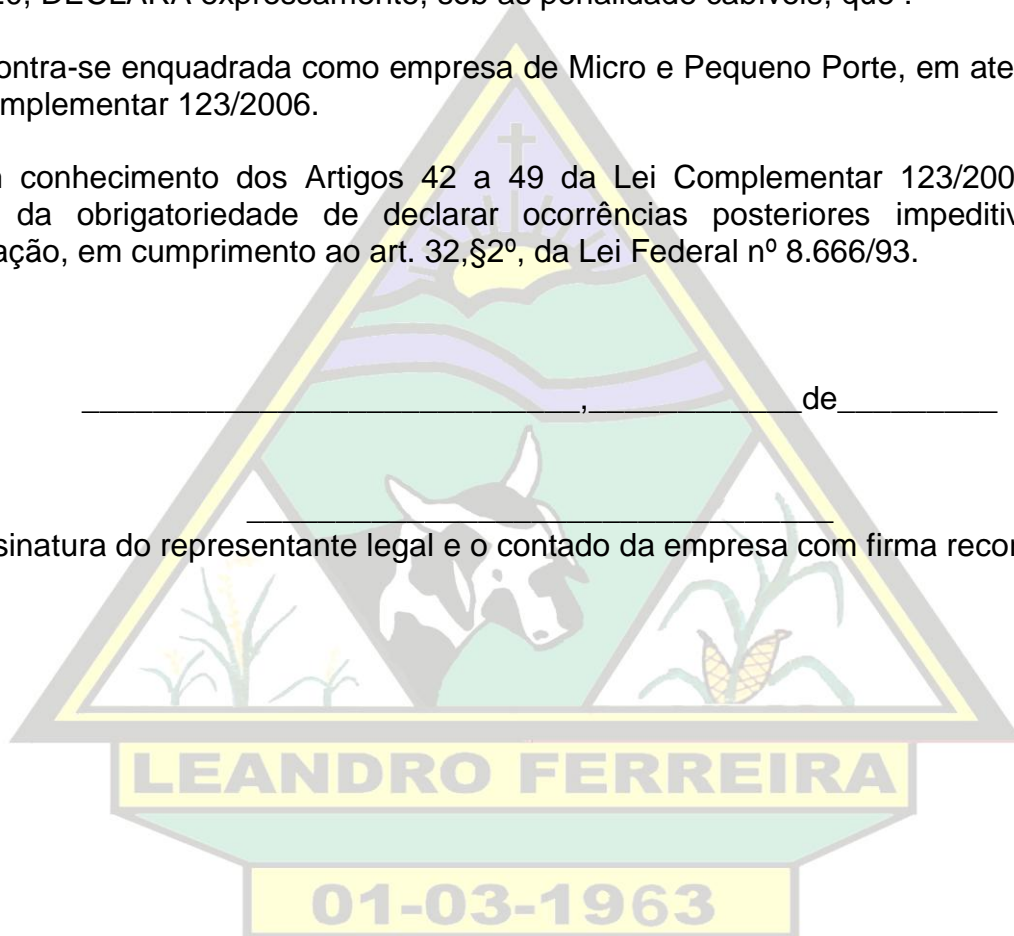 DECLARA expressamente, sob as penalidade cabíveis, que :
ontra-se enquadrada como empresa de Micro e Pequeno Porte, em ate
mplementar 123/2006.
conhecimento dos Artigos 42 a 49 da Lei Complementar 123/200
da obrigatoriedade de declarar ocorrências posteriores impeditiv
ação, em cumprimento ao art. 32,§2º, da Lei Federal nº 8.666/93.
____________________________,____________de_________
_________________________________
sinatura do representante legal e o contado da empresa com firma recon
LEANDRO FERREIRA
01-03-1963